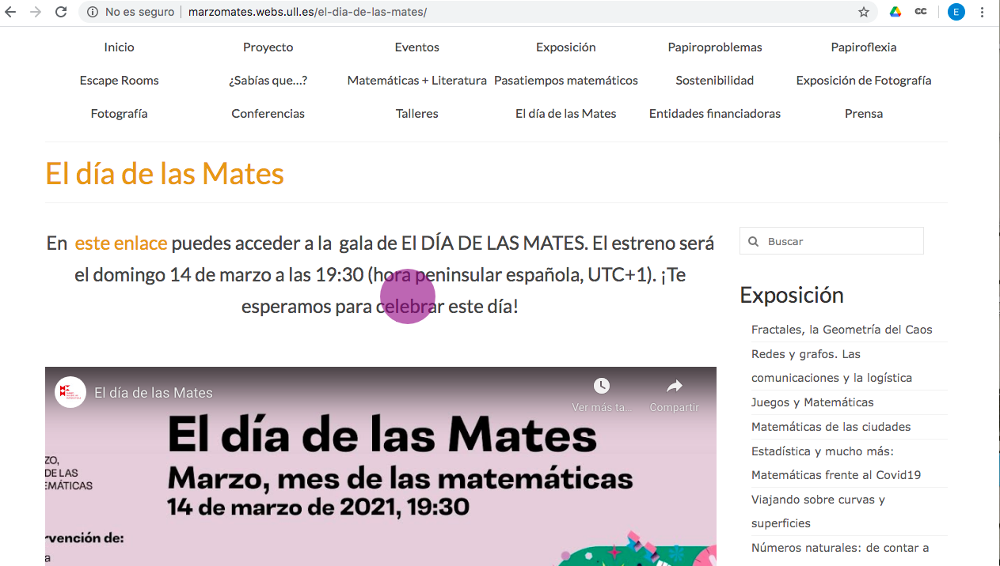 No es seguro | marzomates.webs.ull.es/el-dia-de-las-mates/
CC
E
Inicio Proyecto Eventos Exposición Papiroproblemas Papiroflexia
Escape Rooms ¿Sabías que...? Matemáticas + Literatura Pasatiempos matemáticos Sostenibilidad Exposición de Fotografía
Fotografía Conferencias Talleres El día de las Mates Entidades financiadoras Prensa
El día de las Mates
En este enlace puedes acceder a la gala de El DÍA DE LAS MATES. El estreno será
el domingo 14 de marzo a las 19:30 (hora peninsular española, UTC+1). ¡Te
esperamos para celebrar este día!
Buscar
Exposición
Fractales, la Geometría del Caos
Redes y grafos. Las
comunicaciones y la logística
Juegos y Matemáticas
Matemáticas de las ciudades
Estadística y mucho más:
Matemáticas frente al Covid19
Viajando sobre curvas y
superficies
Números naturales: de contar a
El día de las Mates
Ver más ta...
Compartir
El día de las Mates
Marzo, mes de las matemáticas
14 de marzo de 2021, 19:30
ZO,
DE LAS
EMÁTICAS
rvención de:
a